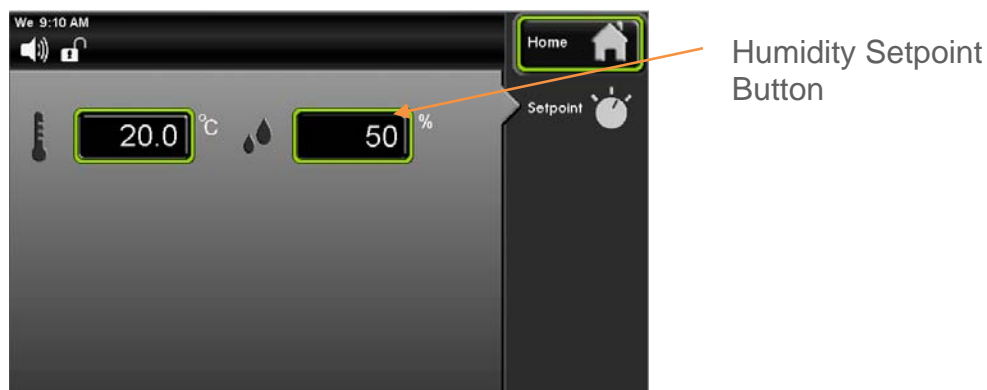 We 9:10 AM
Home
Humidity Setpoint
Button
Setpoint
20.0 °C
50 %